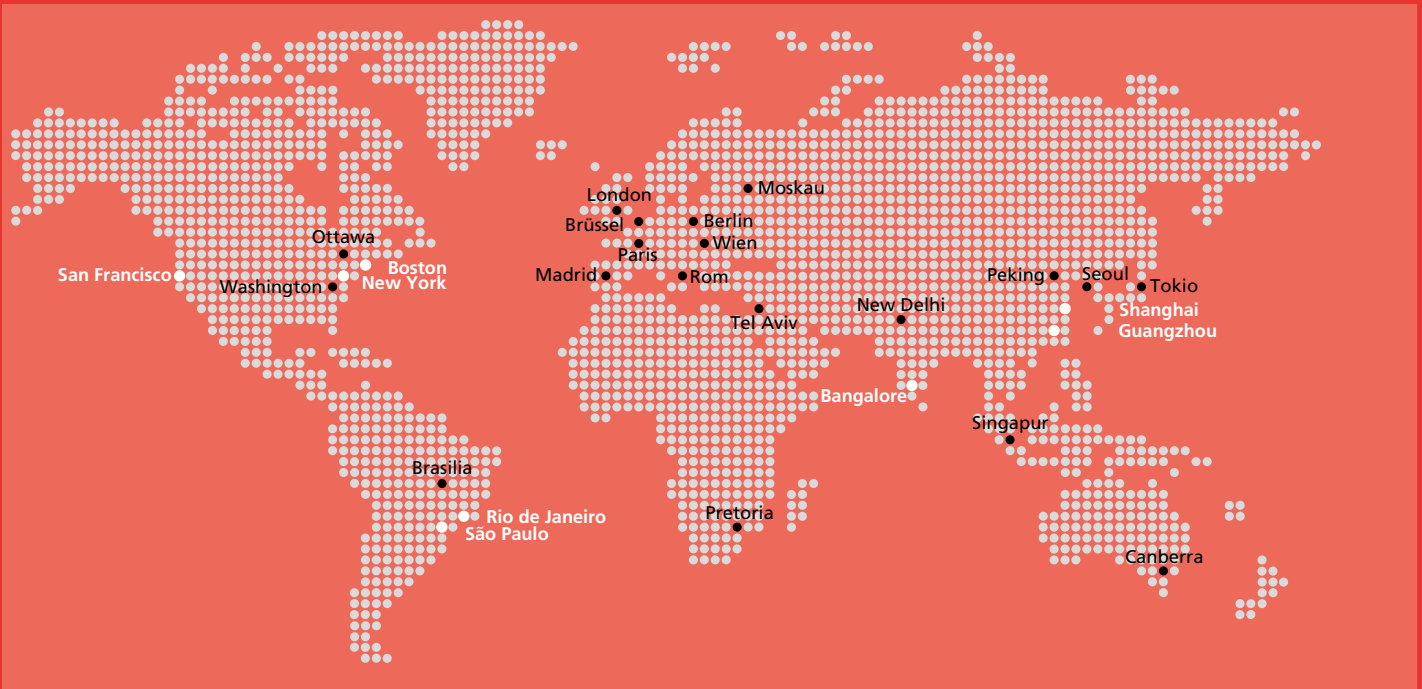 Moskau
London
Berlin
Brüssel
Ottawa
Wien
Paris
Boston
San Francisco
Madrid
Rom
Peking
Seoul
New York
Washington
Tokio
New Delhi
Shanghai
Tel Aviv
Guangzhou
Bangalore
Singapur
Brasilia
Pretoria
Rio de Janeiro
São Paulo
Canberra